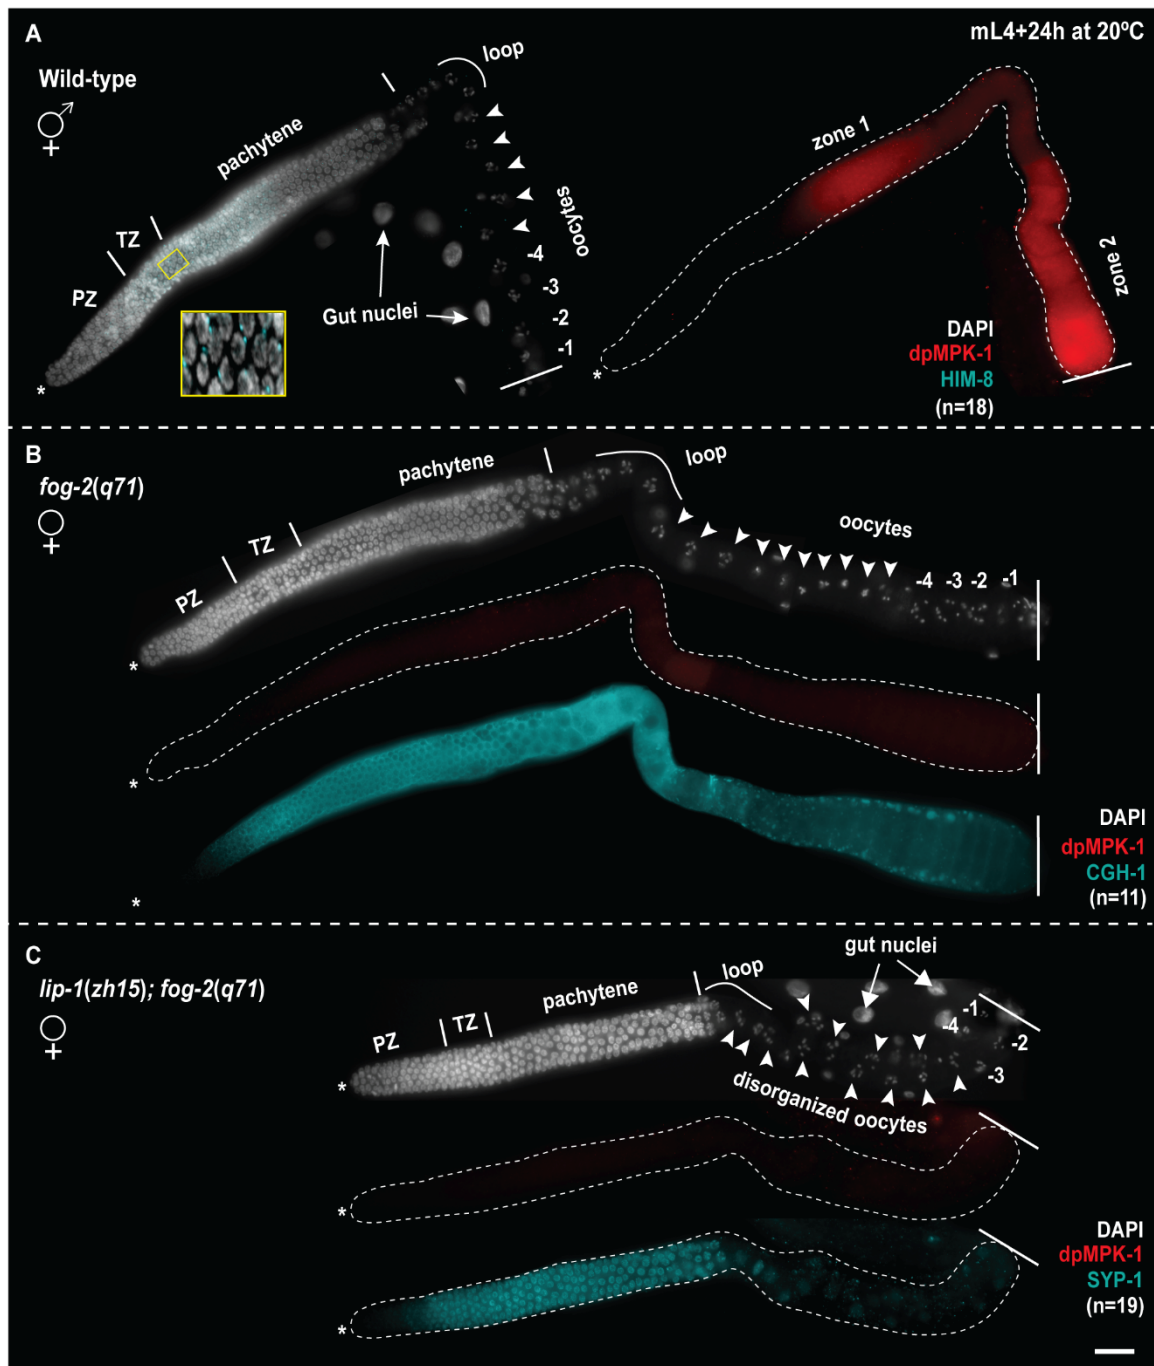 A
mL4+24h at 20ºC
Wild-type
loop
pachytene
zone 1
TZ
PZ
oocytes
-4
-3
-2
-1
Gut nuclei
zone 2
*
*
DAPI
dpMPK-1
HIM-8
(n=18)
B
fog-2(q71)
loop
pachytene
oocytes
TZ
PZ
-4 -3 -2 -1
*
*
*
DAPI
dpMPK-1
CGH-1
(n=11)
C
lip-1(zh15); fog-2(q71)
gut nuclei
loop
pachytene
TZ
PZ
-1
-4
-2
-3
*
disorganized oocytes
*
*
DAPI
dpMPK-1
SYP-1
(n=19)